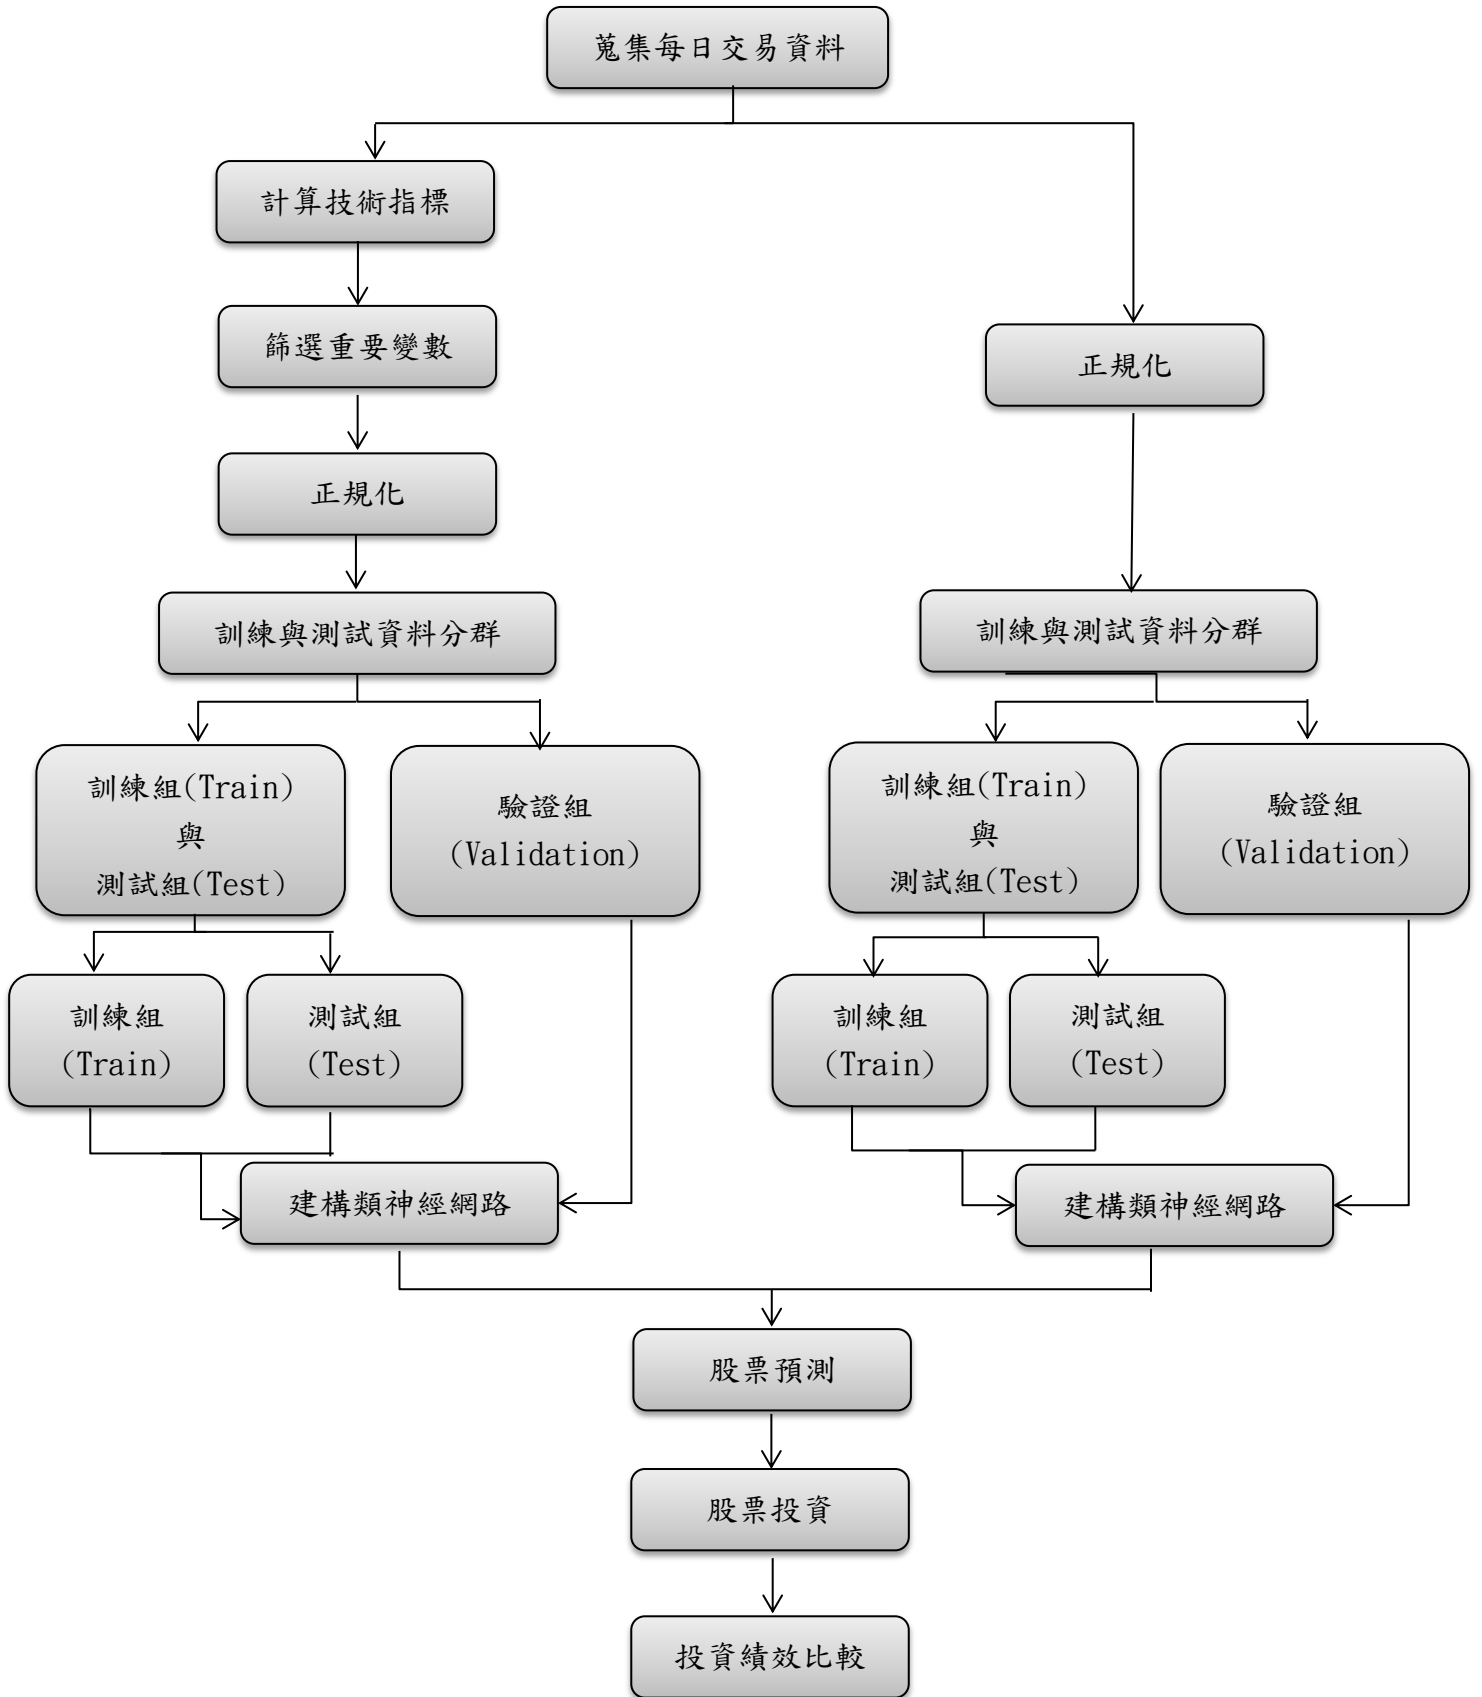 蒐集每日交易資料
計算技術指標
篩選重要變數
正規化
正規化
訓練與測試資料分群
訓練與測試資料分群
訓練組(Train)
與
測試組(Test)
驗證組
(Validation)
訓練組(Train)
與
測試組(Test)
驗證組
(Validation)
訓練組
(Train)
測試組
(Test)
訓練組
(Train)
測試組
(Test)
建構類神經網路
建構類神經網路
股票預測
股票投資
投資績效比較